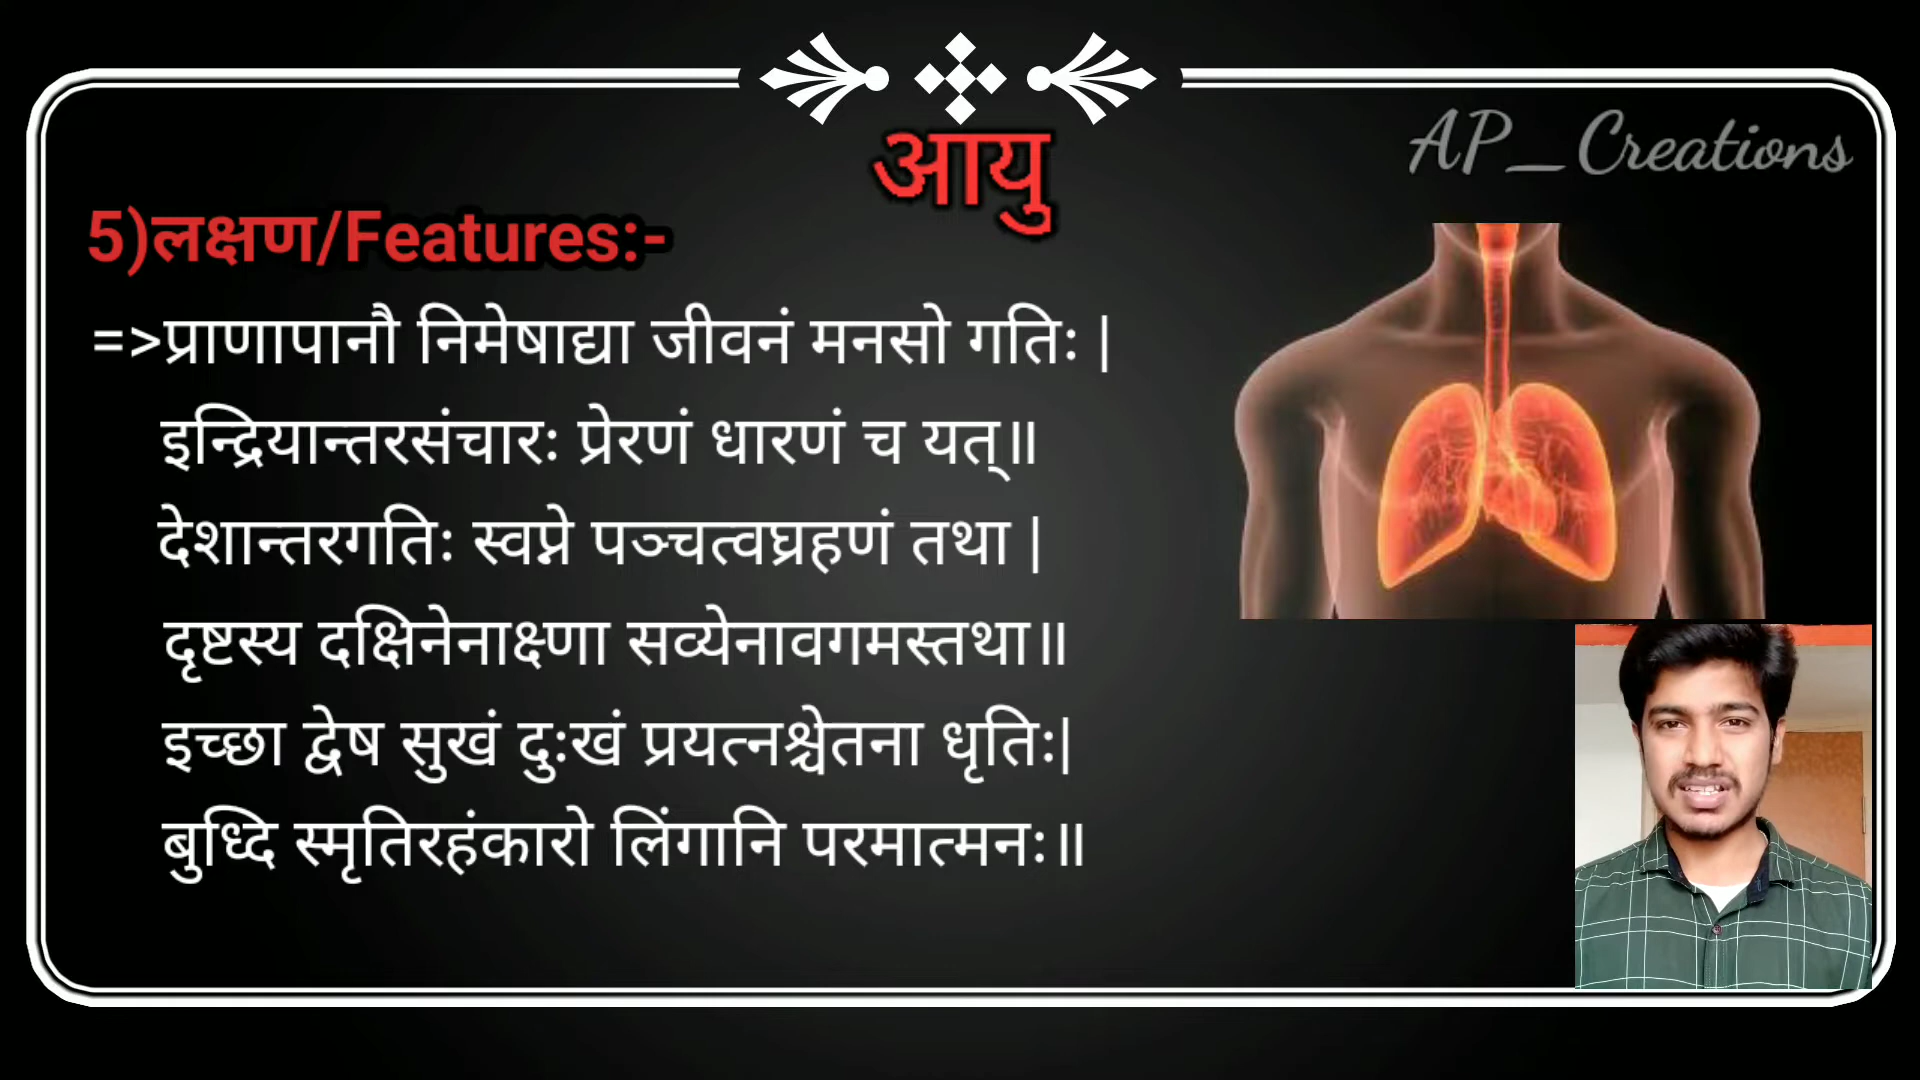 आयु
AP_Creations
5)लक्षण/Features:-
=>प्राणापानौ निमेषाद्या जीवनं मनसो गतिः |
इन्द्रियान्तरसंचारः प्रेरणं धारणं च यत्॥
देशान्तरगतिः स्वप्ने पञ्चत्वघ्रहणं तथा |
दृष्टस्य दक्षिनेनाक्ष्णा सव्येनावगमस्तथा॥
इच्छा द्वेष सुखं दुःखं प्रयत्नश्चेतना धृतिः|
बुध्दि स्मृतिरहंकारो लिंगानि परमात्मनः॥